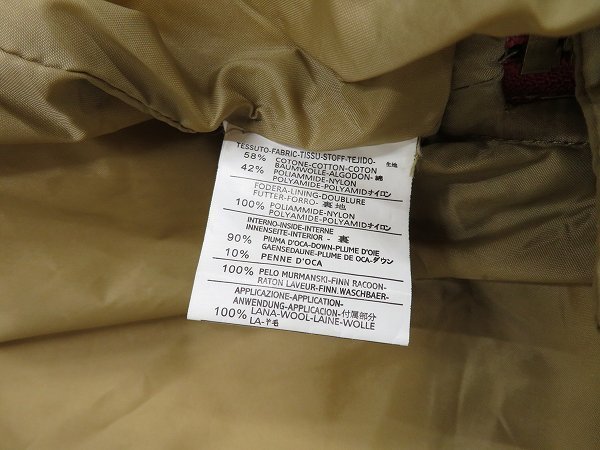 TESSUTO-FABRIC-TISSU-STOFF-TEJIDO- 生地
58% COTONE-COTTON-COTON
BAUMWOLLE-ALGODON- 綿
42% POLIAMMIDE-NYLON
POLYAMIDE-POLYAMIDナイロン
FODERA-LINING-DOUBLURE
FUTTER-FORRO- 裏地
100% POLIAMMIDE-NYLON
POLYAMIDE-POLYAMIDナイロン
INTERNO-INSIDE-INTERNE
INNENSEITE-INTERIOR - 裏
90% PIUMA D'OCA-DOWN-PLUME D'OIE
GAENSEDAUNE-PLUME DE OCA-ダウン
10% PENNE D'OCA
100% PELO MURMANSKI-FINN RACOON-
RATON LAVEUR-FINN.WASCHBAER-
APPLICAZIONE-APPLICATION-
ANWENDUNG-APPLICACION-付属部分
100% LANA-WOOL-LAINE-WOLLE
LA-羊毛